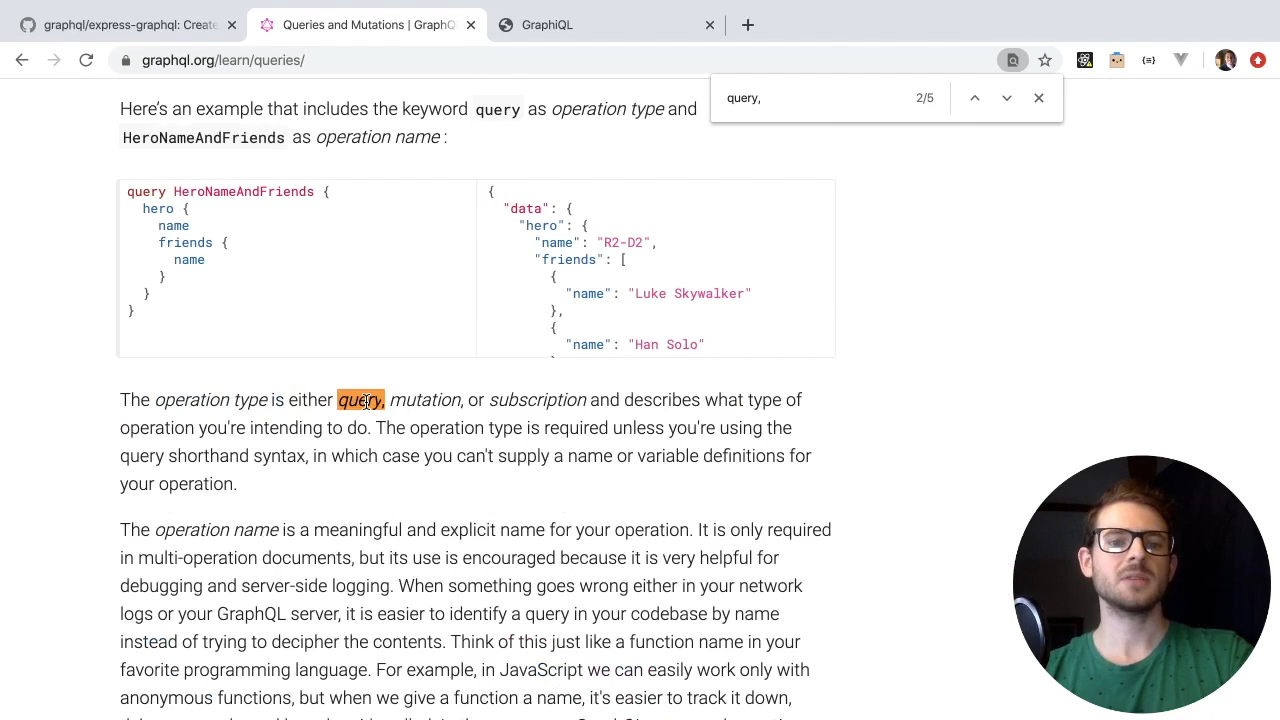 graphql/express-graphql: Create
Queries and Mutations | GraphQ
GraphiQL
graphql.org/learn/queries/
query,
2/5
Here's an example that includes the keyword query as operation type and
HeroNameAndFriends as operation name :
query HeroNameAndFriends {
hero {
name
friends {
name
}
}
}
{
"data": {
"hero": {
"name": "R2-D2",
"friends": [
{
"name": "Luke Skywalker"
},
{
"name": "Han Solo"
The operation type is either query, mutation, or subscription and describes what type of
operation you're intending to do. The operation type is required unless you're using the
query shorthand syntax, in which case you can't supply a name or variable definitions for
your operation.
The operation name is a meaningful and explicit name for your operation. It is only required
in multi-operation documents, but its use is encouraged because it is very helpful for
debugging and server-side logging. When something goes wrong either in your network
logs or your GraphQL server, it is easier to identify a query in your codebase by name
instead of trying to decipher the contents. Think of this just like a function name in your
favorite programming language. For example, in JavaScript we can easily work only with
anonymous functions, but when we give a function a name, it's easier to track it down,